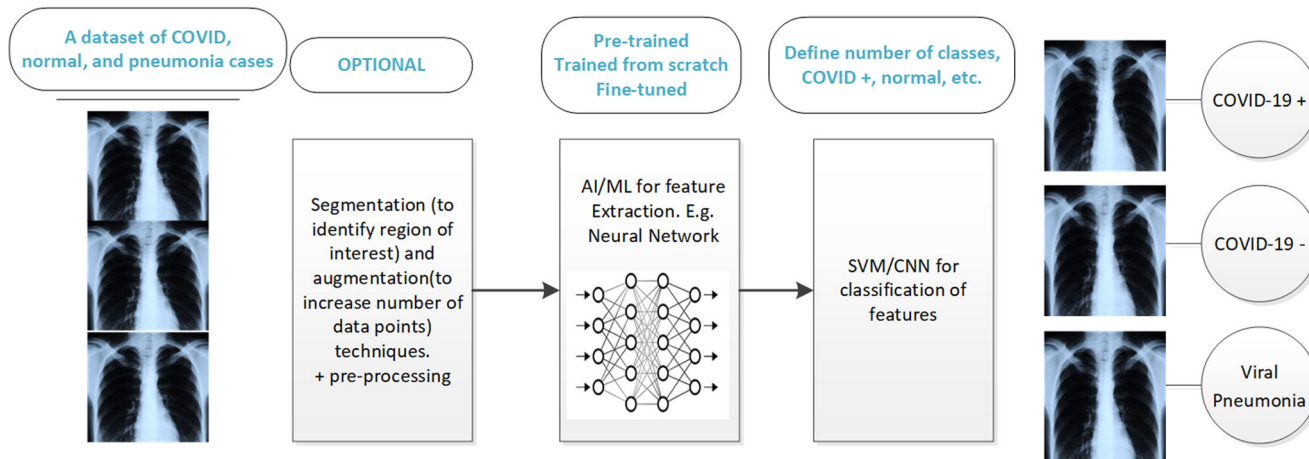 A dataset of COVID,
normal, and pneumonia cases
OPTIONAL
Pre-trained
Trained from scratch
Fine-tuned
Define number of classes,
COVID +, normal, etc.
Segmentation (to
identify region of
interest) and
augmentation(to
increase number of
data points)
techniques.
+ pre-processing
AI/ML for feature
Extraction. E.g.
Neural Network
SVM/CNN for
classification of
features
COVID-19 +
COVID-19 -
Viral
Pneumonia